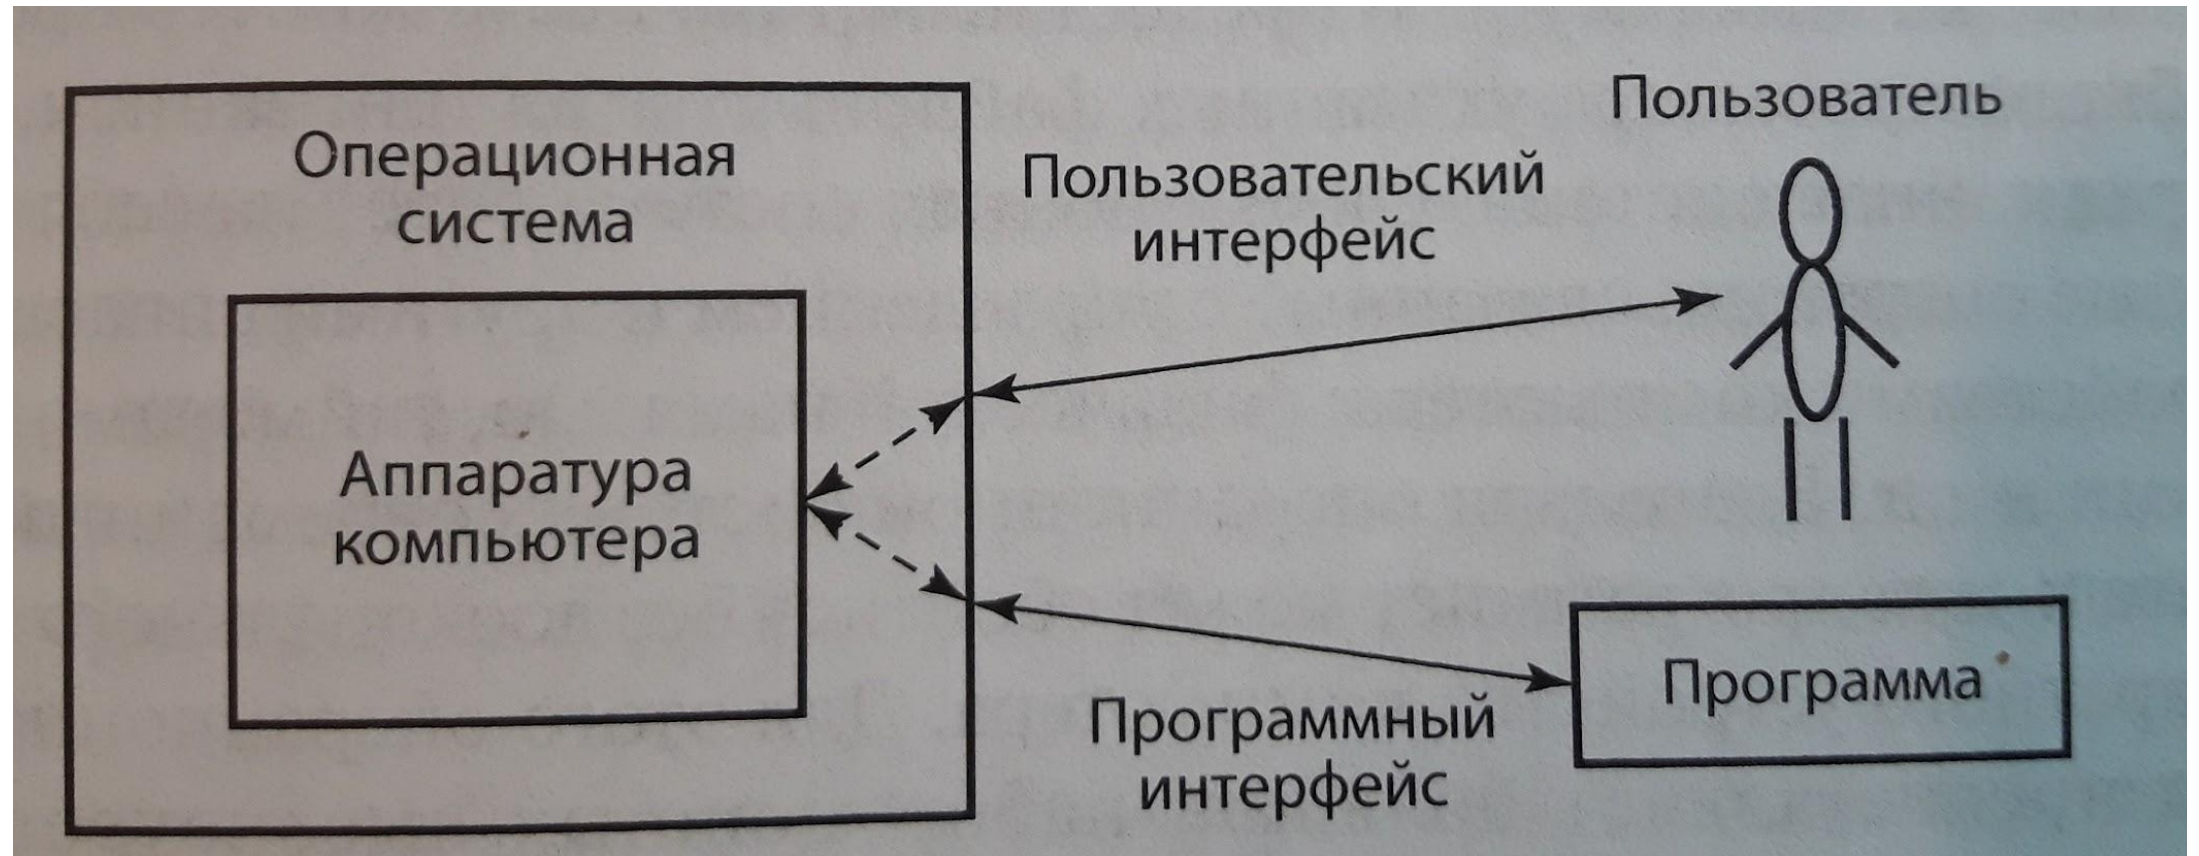 Пользователь
Операционная
система
Пользовательский
интерфейс
Аппаратура
компьютера
Программа
Программный
интерфейс